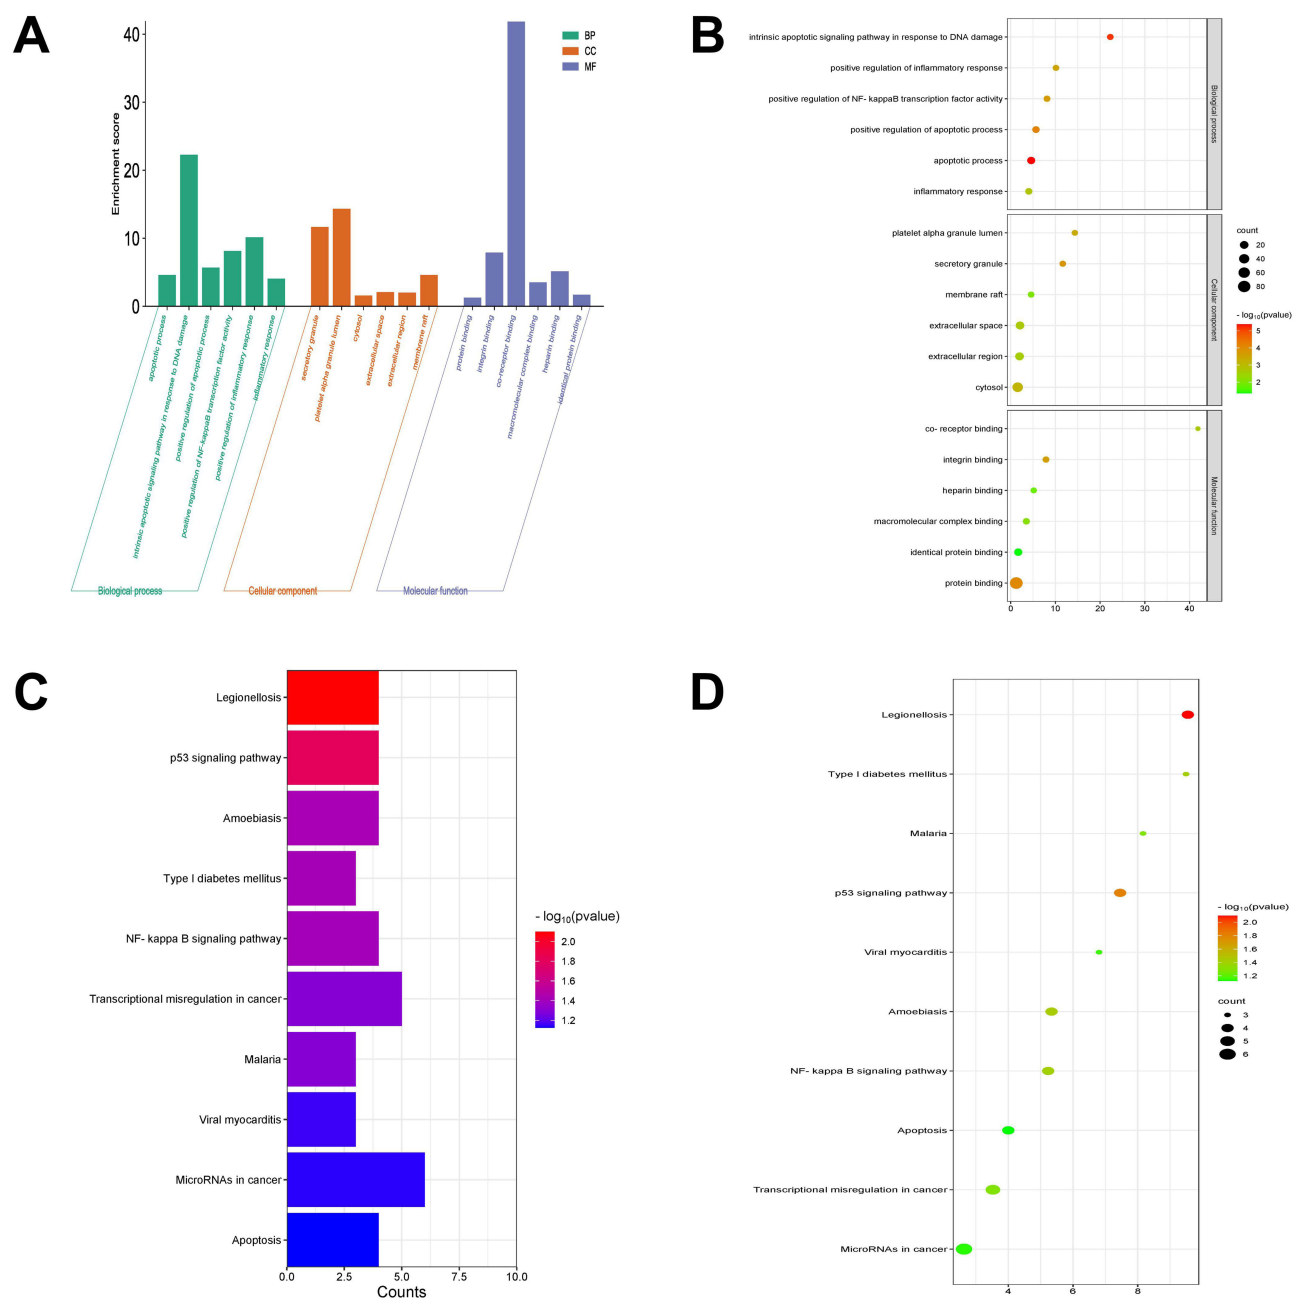 A
Enrichment score
40
30
20
10
0
BP
CC
MF
apoptotic process
intrinsic apoptotic signaling pathway in response to DNA damage
positive regulation of apoptotic process
positive regulation of NF-kappaB transcription factor activity
positive regulation of inflammatory response
inflammatory response
secretory granule
platelet alpha granule lumen
cytosol
extracellular space
extracellular region
membrane raft
protein binding
integrin binding
co-receptor binding
macromolecular complex binding
heparin binding
identical protein binding
Biological process
Cellular component
Molecular function
B
intrinsic apoptotic signaling pathway in response to DNA damage
positive regulation of inflammatory response
positive regulation of NF- kappaB transcription factor activity
positive regulation of apoptotic process
apoptotic process
inflammatory response
Biological process
platelet alpha granule lumen
secretory granule
membrane raft
extracellular space
extracellular region
cytosol
Cellular component
co- receptor binding
integrin binding
heparin binding
macromolecular complex binding
identical protein binding
protein binding
Molecular function
0 10 20 30 40
count
20
40
60
80
- log10(pvalue)
5
4
3
2
C
Legionellosis
p53 signaling pathway
Amoebiasis
Type I diabetes mellitus
NF- kappa B signaling pathway
Transcriptional misregulation in cancer
Malaria
Viral myocarditis
MicroRNAs in cancer
Apoptosis
0.0 2.5 5.0 7.5 10.0
Counts
- log10(pvalue)
2.0
1.8
1.6
1.4
1.2
D
Legionellosis
Type I diabetes mellitus
Malaria
p53 signaling pathway
Viral myocarditis
Amoebiasis
NF- kappa B signaling pathway
Apoptosis
Transcriptional misregulation in cancer
MicroRNAs in cancer
4 6 8
- log10(pvalue)
2.0
1.8
1.6
1.4
1.2
count
3
4
5
6